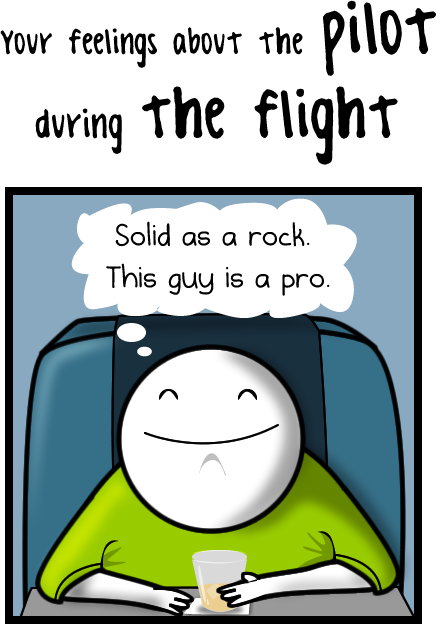 Your feelings about the pilot
during the flight
Solid as a rock.
This guy is a pro.